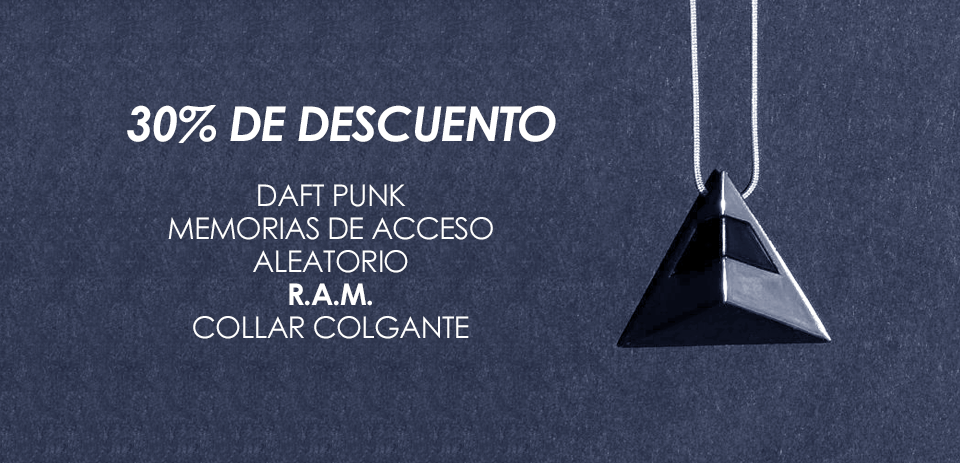 30% DE DESCUENTO
DAFT PUNK
MEMORIAS DE ACCESO
ALEATORIO
R.A.M.
COLLAR COLGANTE